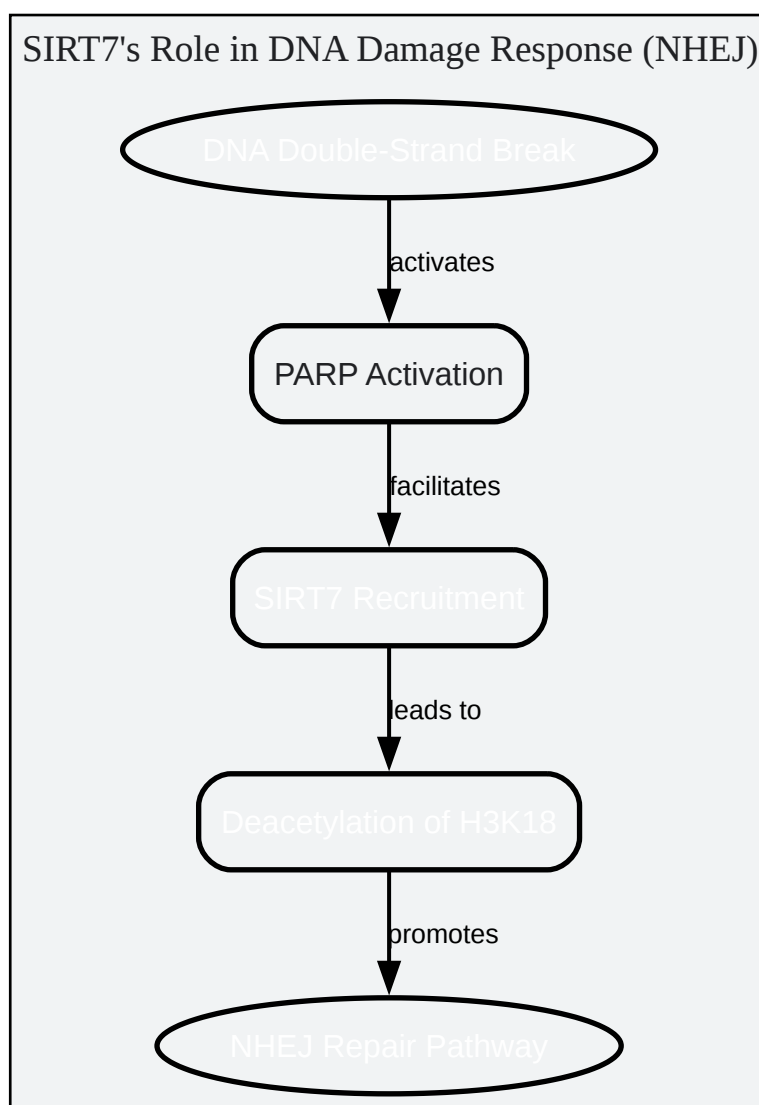 SIRT7's Role in DNA Damage Response (NHEJ)
DNA Double-Strand Break
activates
PARP Activation
facilitates
SIRT7 Recruitment
leads to
Deacetylation of H3K18
promotes
NHEJ Repair Pathway